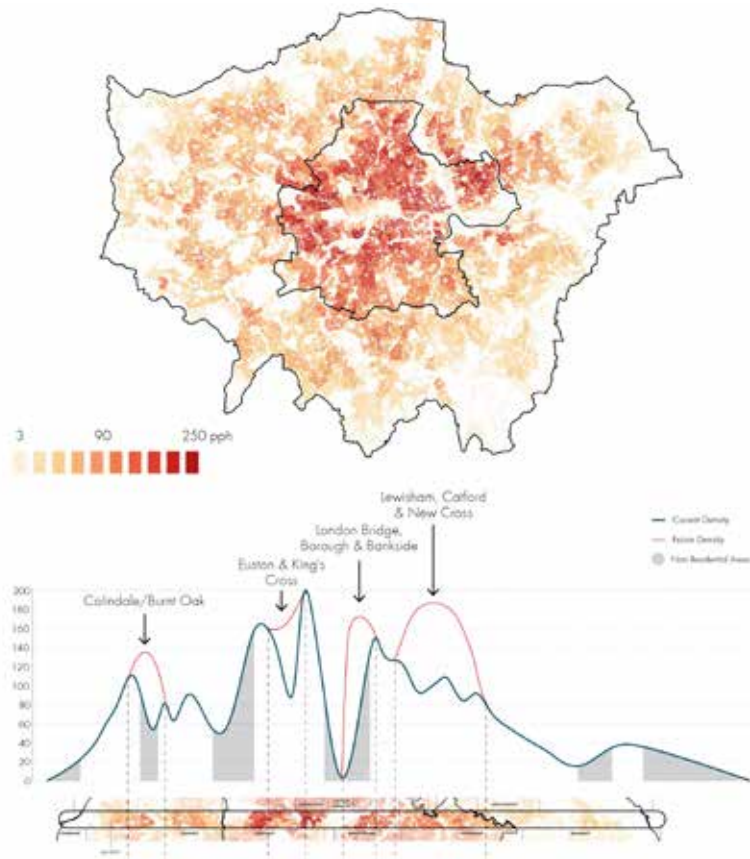 3 90 250 pph
Lewisham, Catford
& New Cross
London Bridge,
Borough & Bankside
Euston & King's
Cross
Colindale/Burnt Oak
Current Density
Future Density
Non Residential Areas
200
180
160
140
120
100
80
60
40
20
0